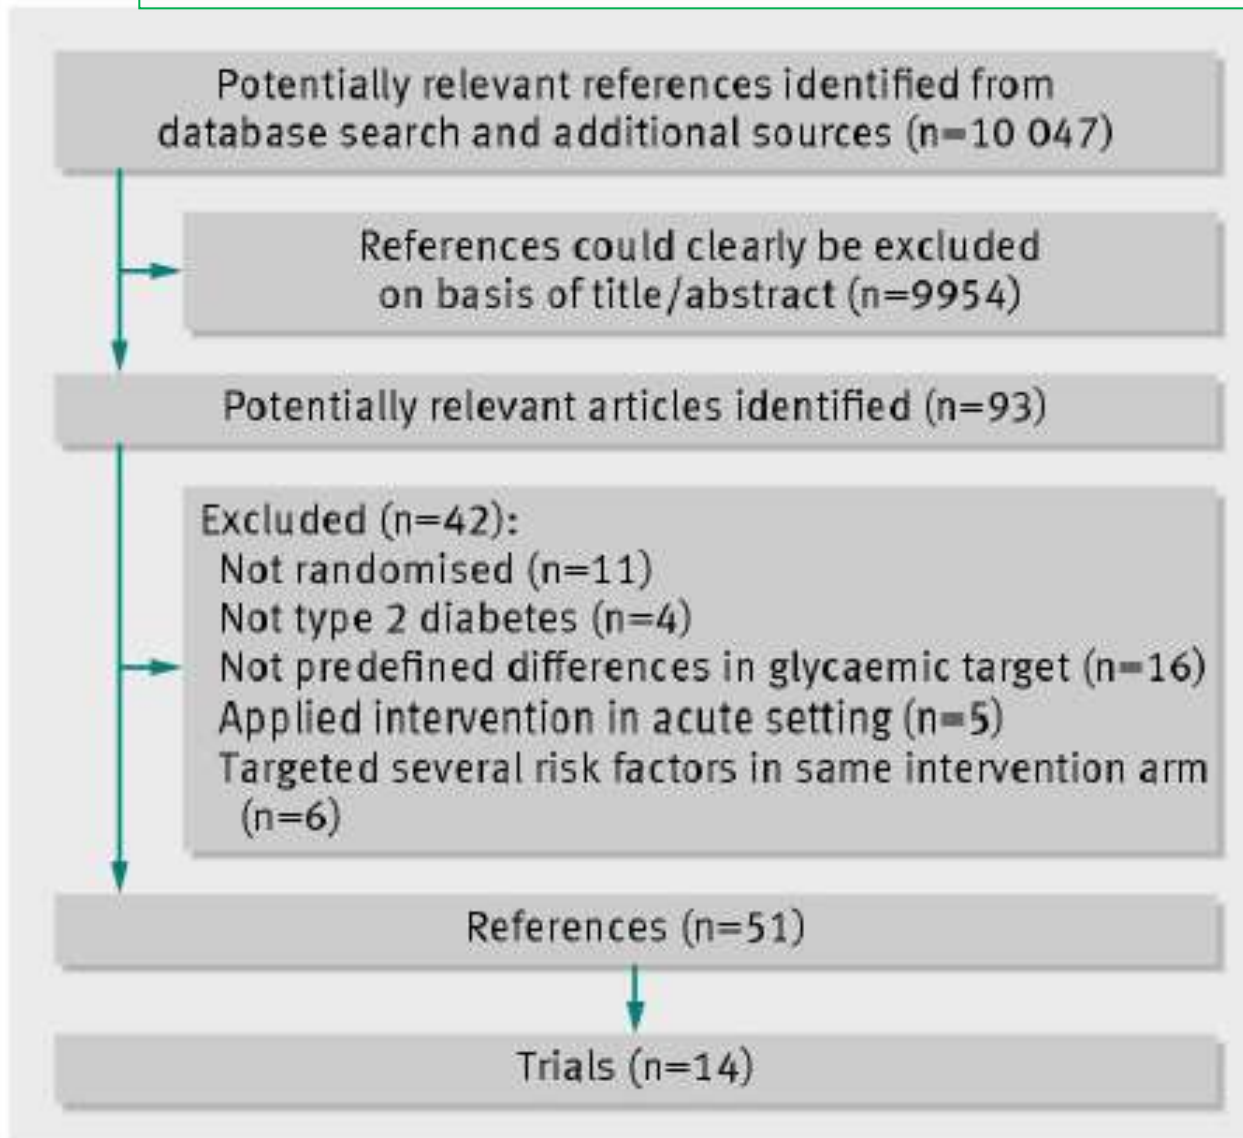 Potentially relevant references identified from
database search and additional sources (n=10 047)
References could clearly be excluded
on basis of title/abstract (n=9954)
Potentially relevant articles identified (n=93)
Excluded (n=42):
Not randomised (n=11)
Not type 2 diabetes (n=4)
Not predefined differences in glycaemic target (n=16)
Applied intervention in acute setting (n=5)
Targeted several risk factors in same intervention arm
(n=6)
References (n=51)
Trials (n=14)